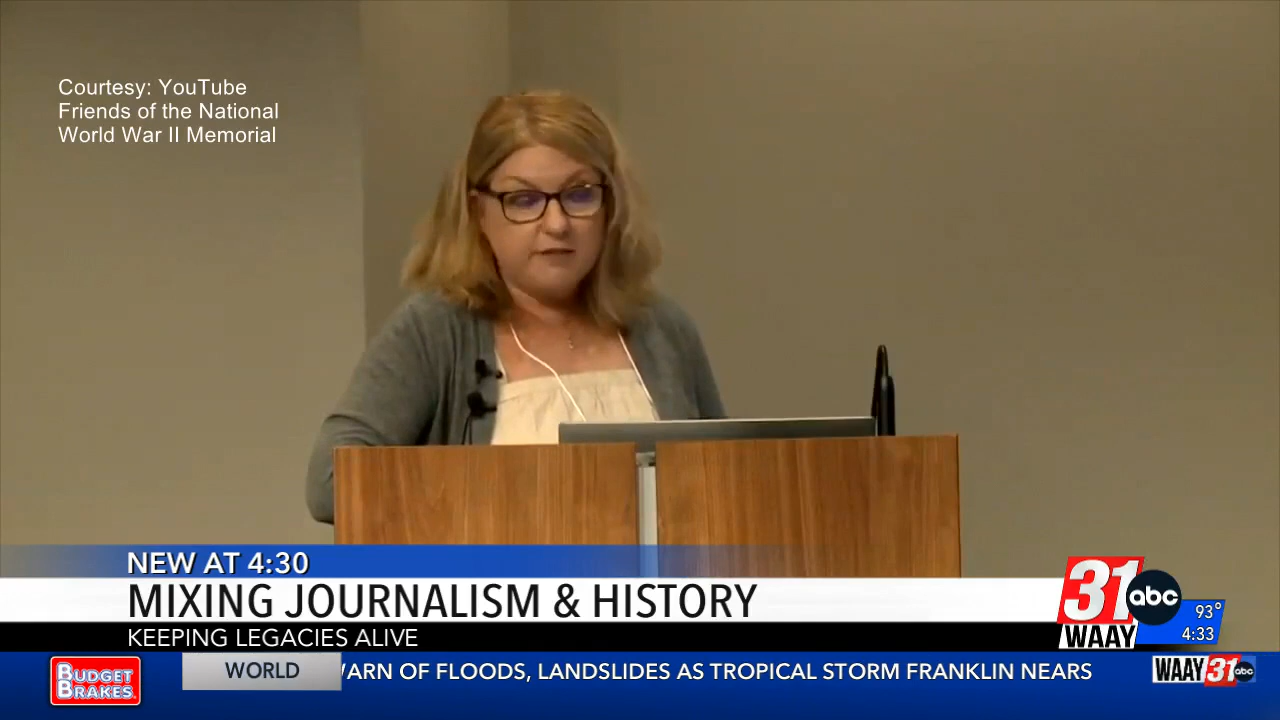 Courtesy: YouTube
Friends of the National
World War II Memorial
NEW AT 4:30
MIXING JOURNALISM & HISTORY
KEEPING LEGACIES ALIVE
31
abc
WAAY
93°
4:33
BUDGET
BRAKES
WORLD
ARN OF FLOODS, LANDSLIDES AS TROPICAL STORM FRANKLIN NEARS
WAAY 31 abc